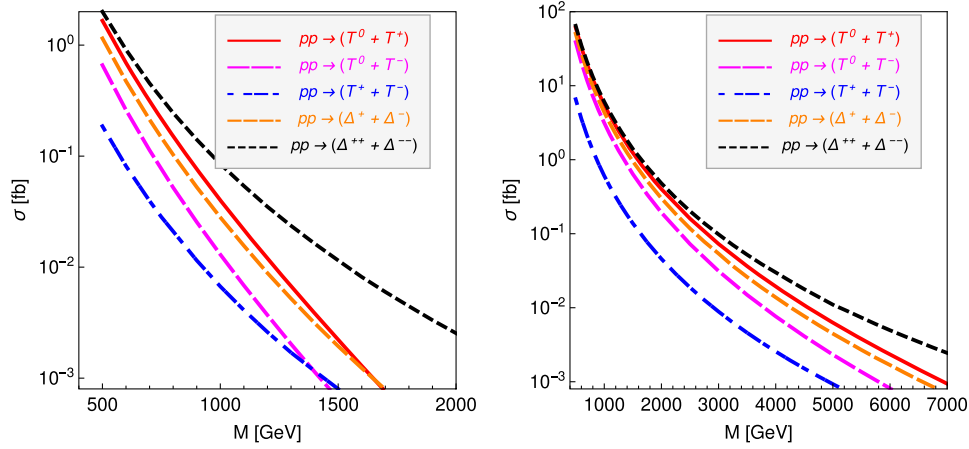 10⁰
10⁻¹
10⁻²
10⁻³
σ [fb]
500 1000 1500 2000
M [GeV]
pp → (T⁰ + T⁺)
pp → (T⁰ + T⁻)
pp → (T⁺ + T⁻)
pp → (Δ⁺ + Δ⁻)
pp → (Δ⁺⁺ + Δ⁻⁻)
10²
10¹
10⁰
10⁻¹
10⁻²
10⁻³
σ [fb]
1000 2000 3000 4000 5000 6000 7000
M [GeV]
pp → (T⁰ + T⁺)
pp → (T⁰ + T⁻)
pp → (T⁺ + T⁻)
pp → (Δ⁺ + Δ⁻)
pp → (Δ⁺⁺ + Δ⁻⁻)